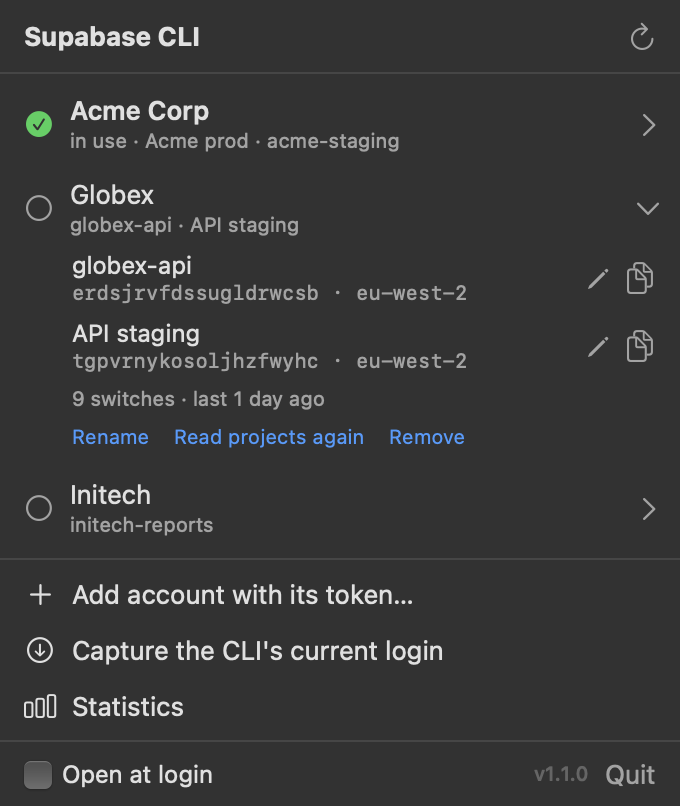 Supabase CLI
Acme Corp
in use · Acme prod · acme-staging
Globex
globex-api · API staging
globex-api
erdsjrvfdssugldrwcsb · eu-west-2
API staging
tgpvrnykosoljhzfwyhc · eu-west-2
9 switches · last 1 day ago
Rename Read projects again Remove
Initech
initech-reports
Add account with its token...
Capture the CLI's current login
Statistics
Open at login v1.1.0 Quit